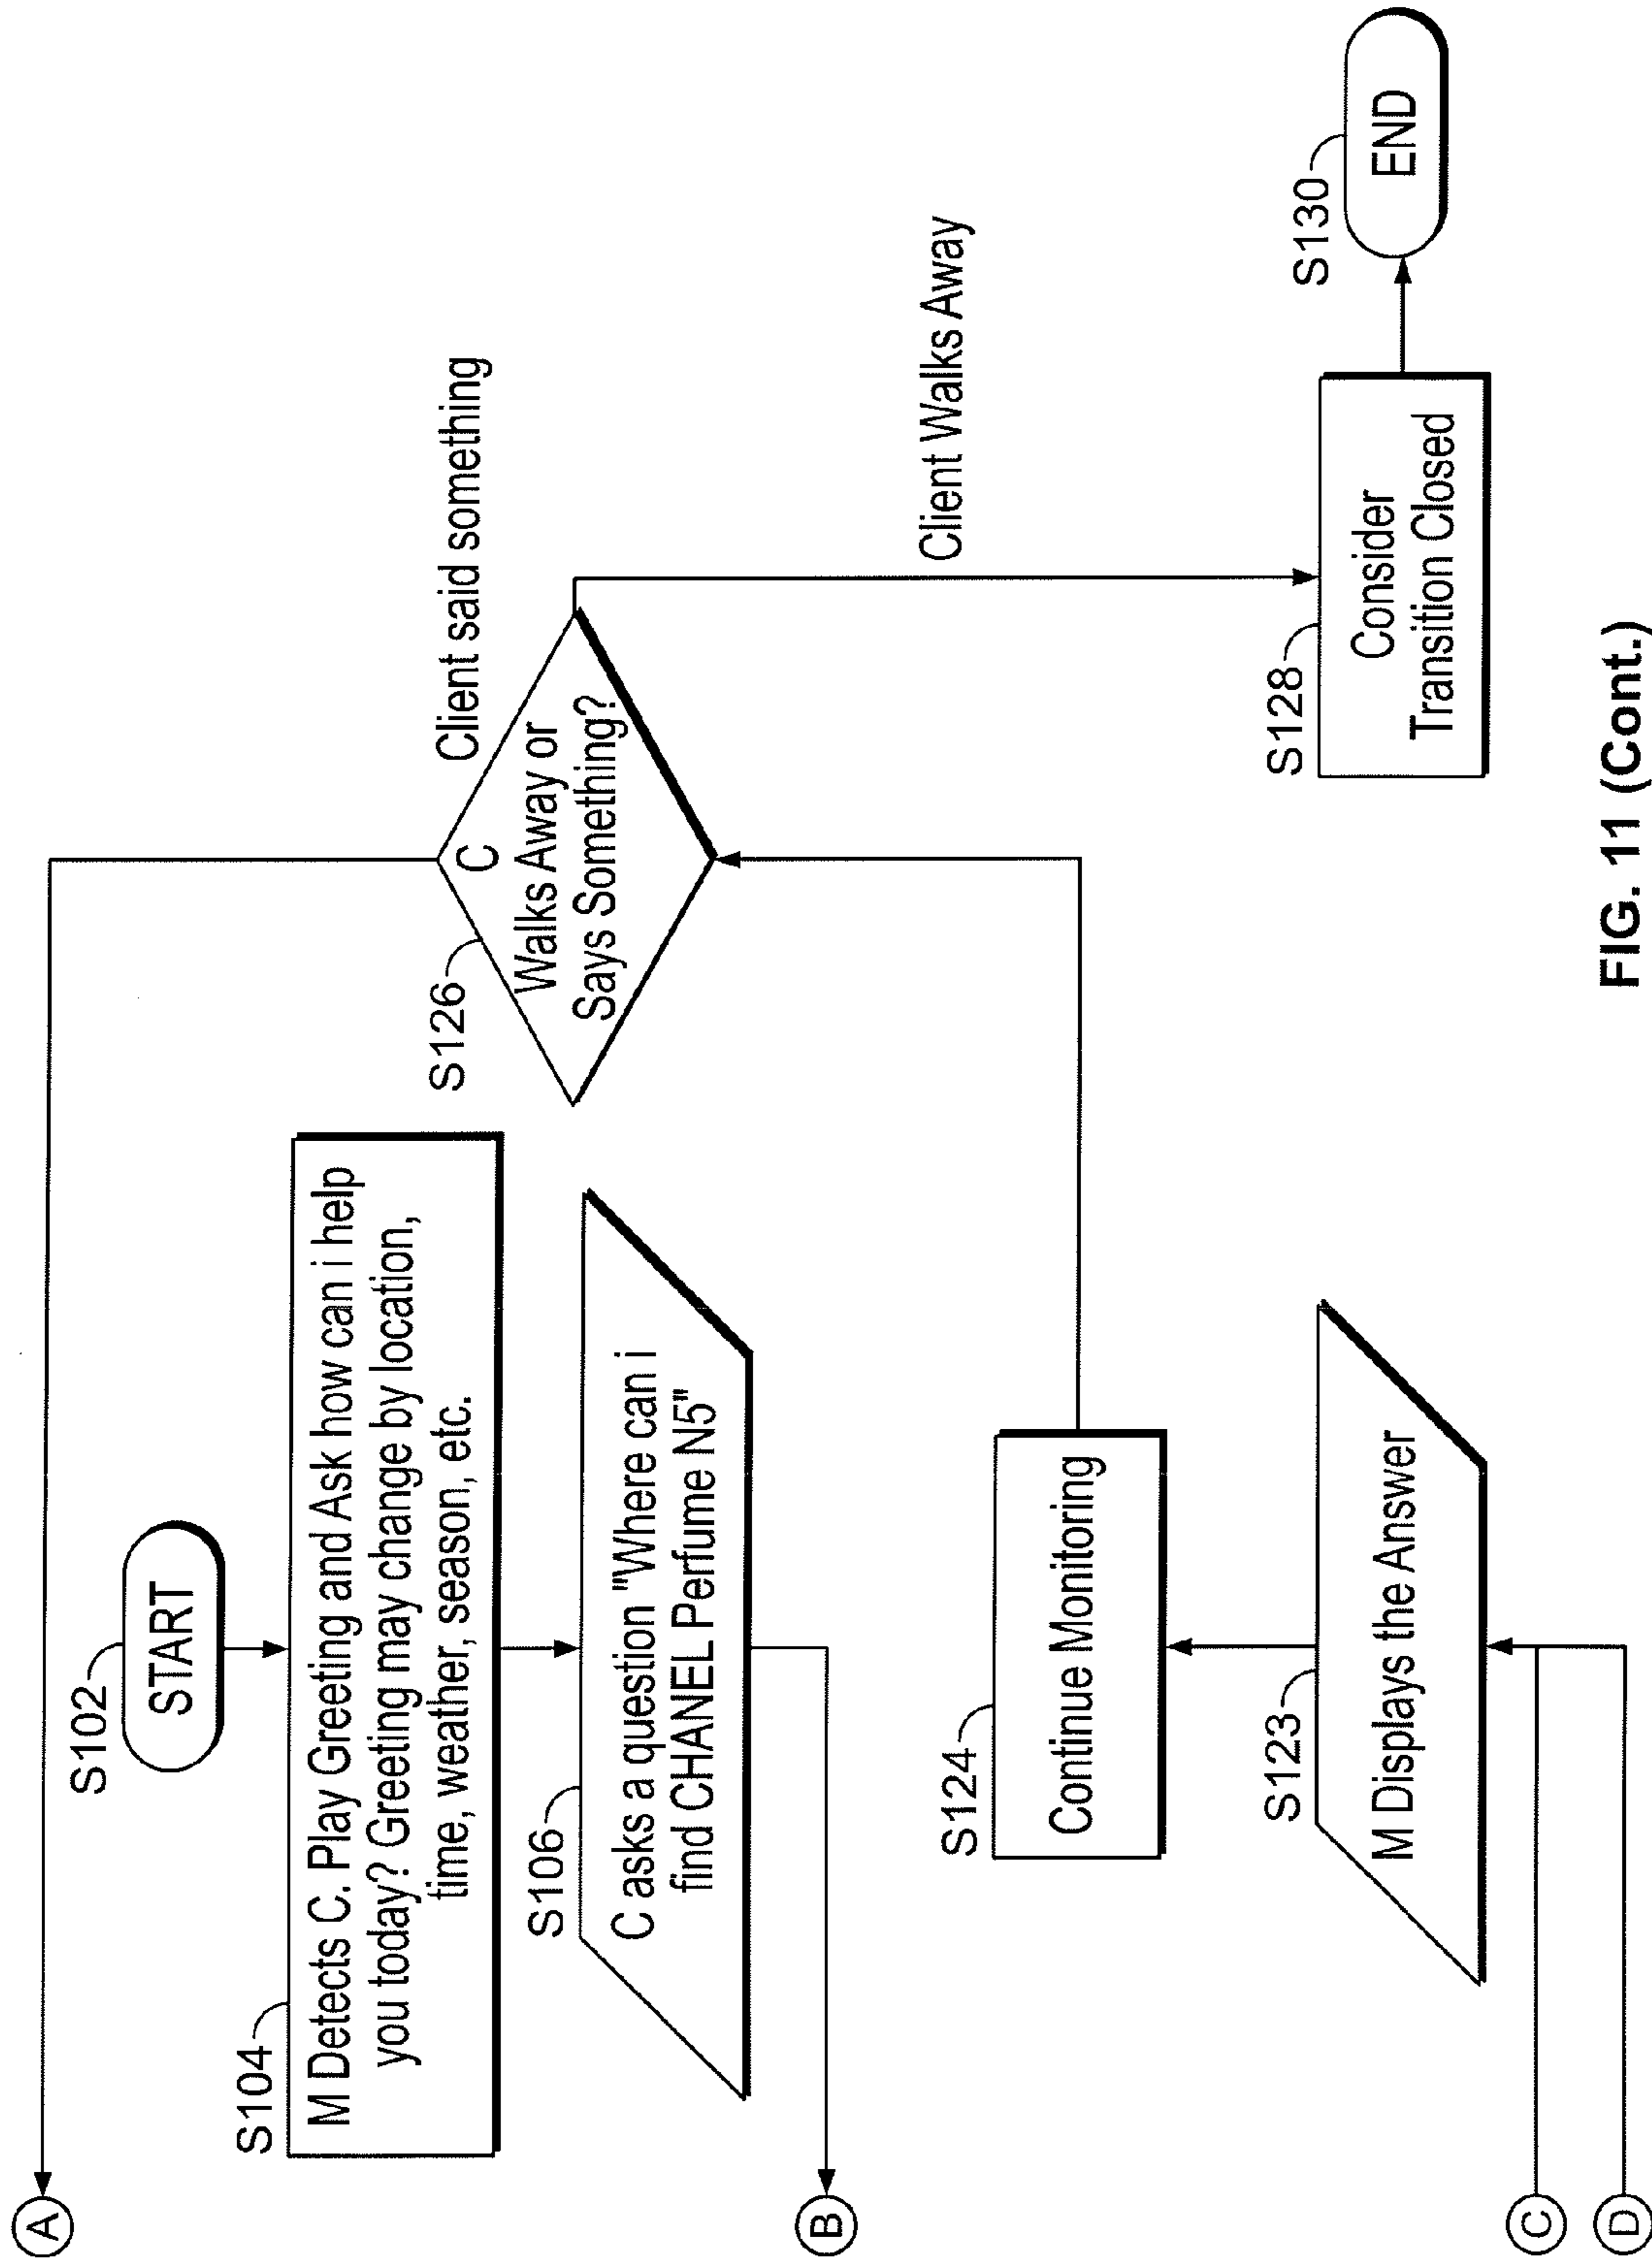 A
S102
START
S104
M Detects C. Play Greeting and Ask how can i help
you today? Greeting may change by location,
time, weather, season, etc.
S106
C asks a question "Where can i
find CHANEL Perfume N5"
B
S126
C
Walks Away or
Says Something?
Client said something
Client Walks Away
S124
Continue Monitoring
S123
M Displays the Answer
C
D
S128
Consider
Transition Closed
S130
END
FIG. 11 (Cont.)